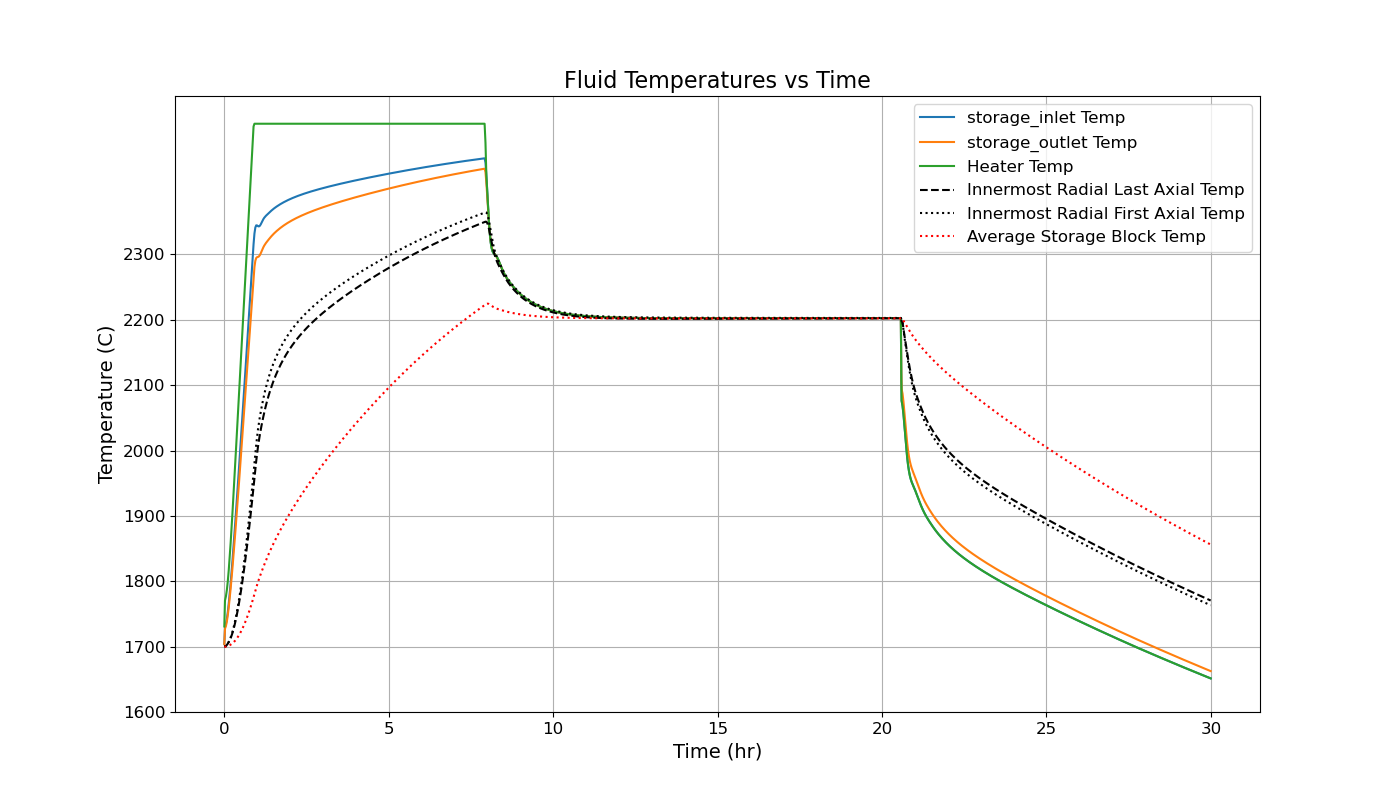 Fluid Temperatures vs Time
storage_inlet Temp
storage_outlet Temp
Heater Temp
Innermost Radial Last Axial Temp
Innermost Radial First Axial Temp
Average Storage Block Temp
Temperature (C)
2300
2200
2100
2000
1900
1800
1700
1600
0 5 10 15 20 25 30
Time (hr)